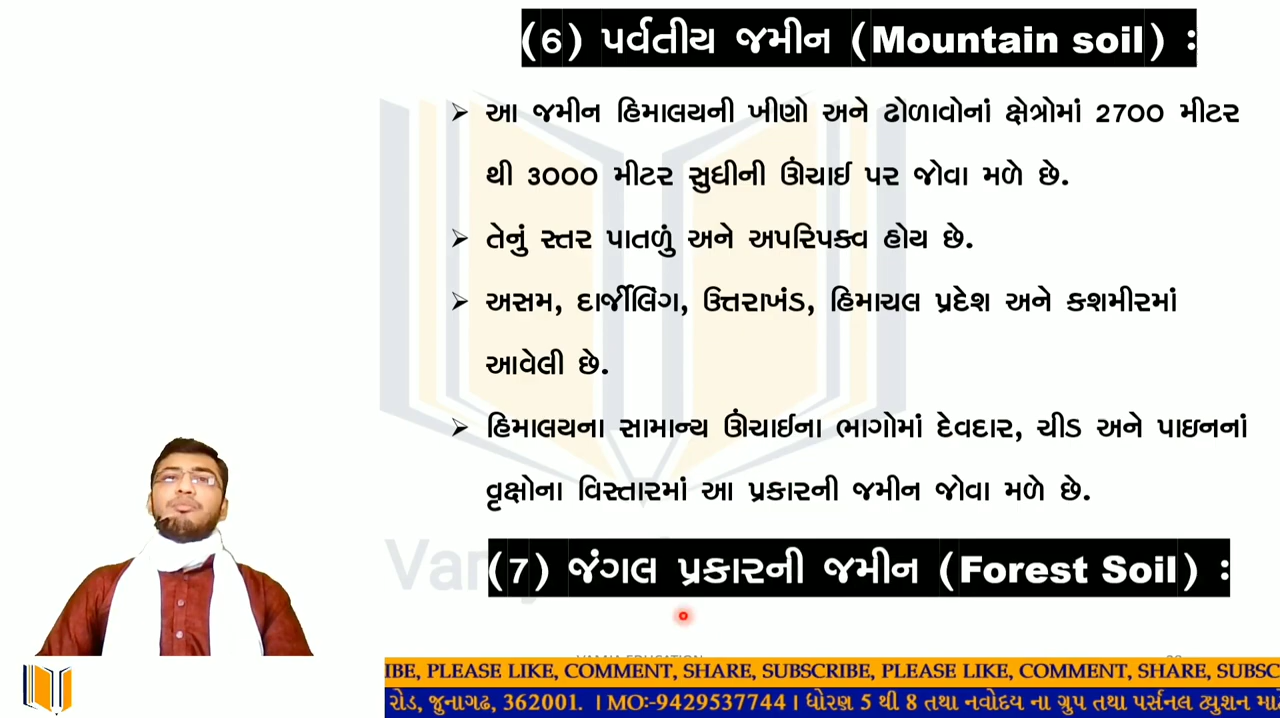 (6) પર્વતીય જમીન (Mountain soil) :
➢ આ જમીન હિમાલયની ખીણો અને ઢોળાવોનાં ક્ષેત્રોમાં 2700 મીટર
થી ૩૦૦૦ મીટર સુધીની ઊંચાઈ પર જોવા મળે છે.
➢ તેનું સ્તર પાતળું અને અપરિપક્વ હોય છે.
➢ અસમ, દાર્જીલિંગ, ઉત્તરાખંડ, હિમાચલ પ્રદેશ અને કશમીરમાં
આવેલી છે.
➢ હિમાલયના સામાન્ય ઊંચાઈના ભાગોમાં દેવદાર, ચીડ અને પાઇનનાં
વૃક્ષોના વિસ્તારમાં આ પ્રકારની જમીન જોવા મળે છે.
(7) જંગલ પ્રકારની જમીન (Forest Soil) :
IBE, PLEASE LIKE, COMMENT, SHARE, SUBSCRIBE, PLEASE LIKE, COMMENT, SHARE, SUBSC
રોડ, જુનાગઢ, 362001. | MO:-9429537744 | ધોરણ 5 થી 8 તથા નવોદય ના ગ્રુપ તથા પર્સનલ ટ્યુશન મા